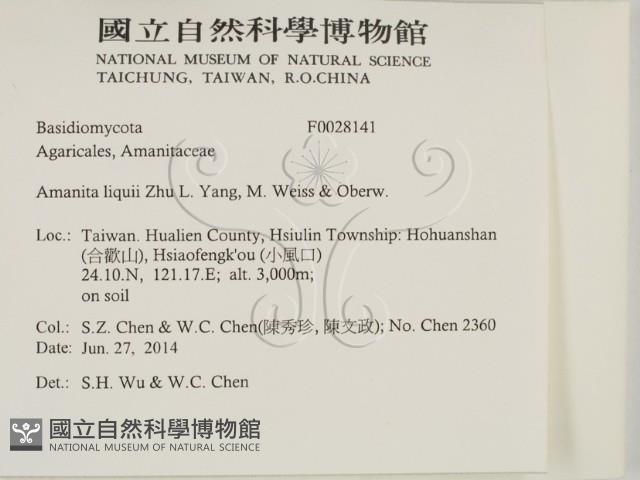 國立自然科學博物館
NATIONAL MUSEUM OF NATURAL SCIENCE
TAICHUNG, TAIWAN, R.O.CHINA
Basidiomycota F0028141
Agaricales, Amanitaceae
Amanita liquii Zhu L. Yang, M. Weiss & Oberw.
Loc.: Taiwan. Hualien County, Hsiulin Township: Hohuanshan
(合歡山), Hsiaofengk'ou (小風口)
24.10.N, 121.17.E; alt. 3,000m;
on soil
Col.: S.Z. Chen & W.C. Chen(陳秀珍, 陳文政); No. Chen 2360
Date: Jun. 27, 2014
Det.: S.H. Wu & W.C. Chen
國立自然科學博物館
NATIONAL MUSEUM OF NATURAL SCIENCE